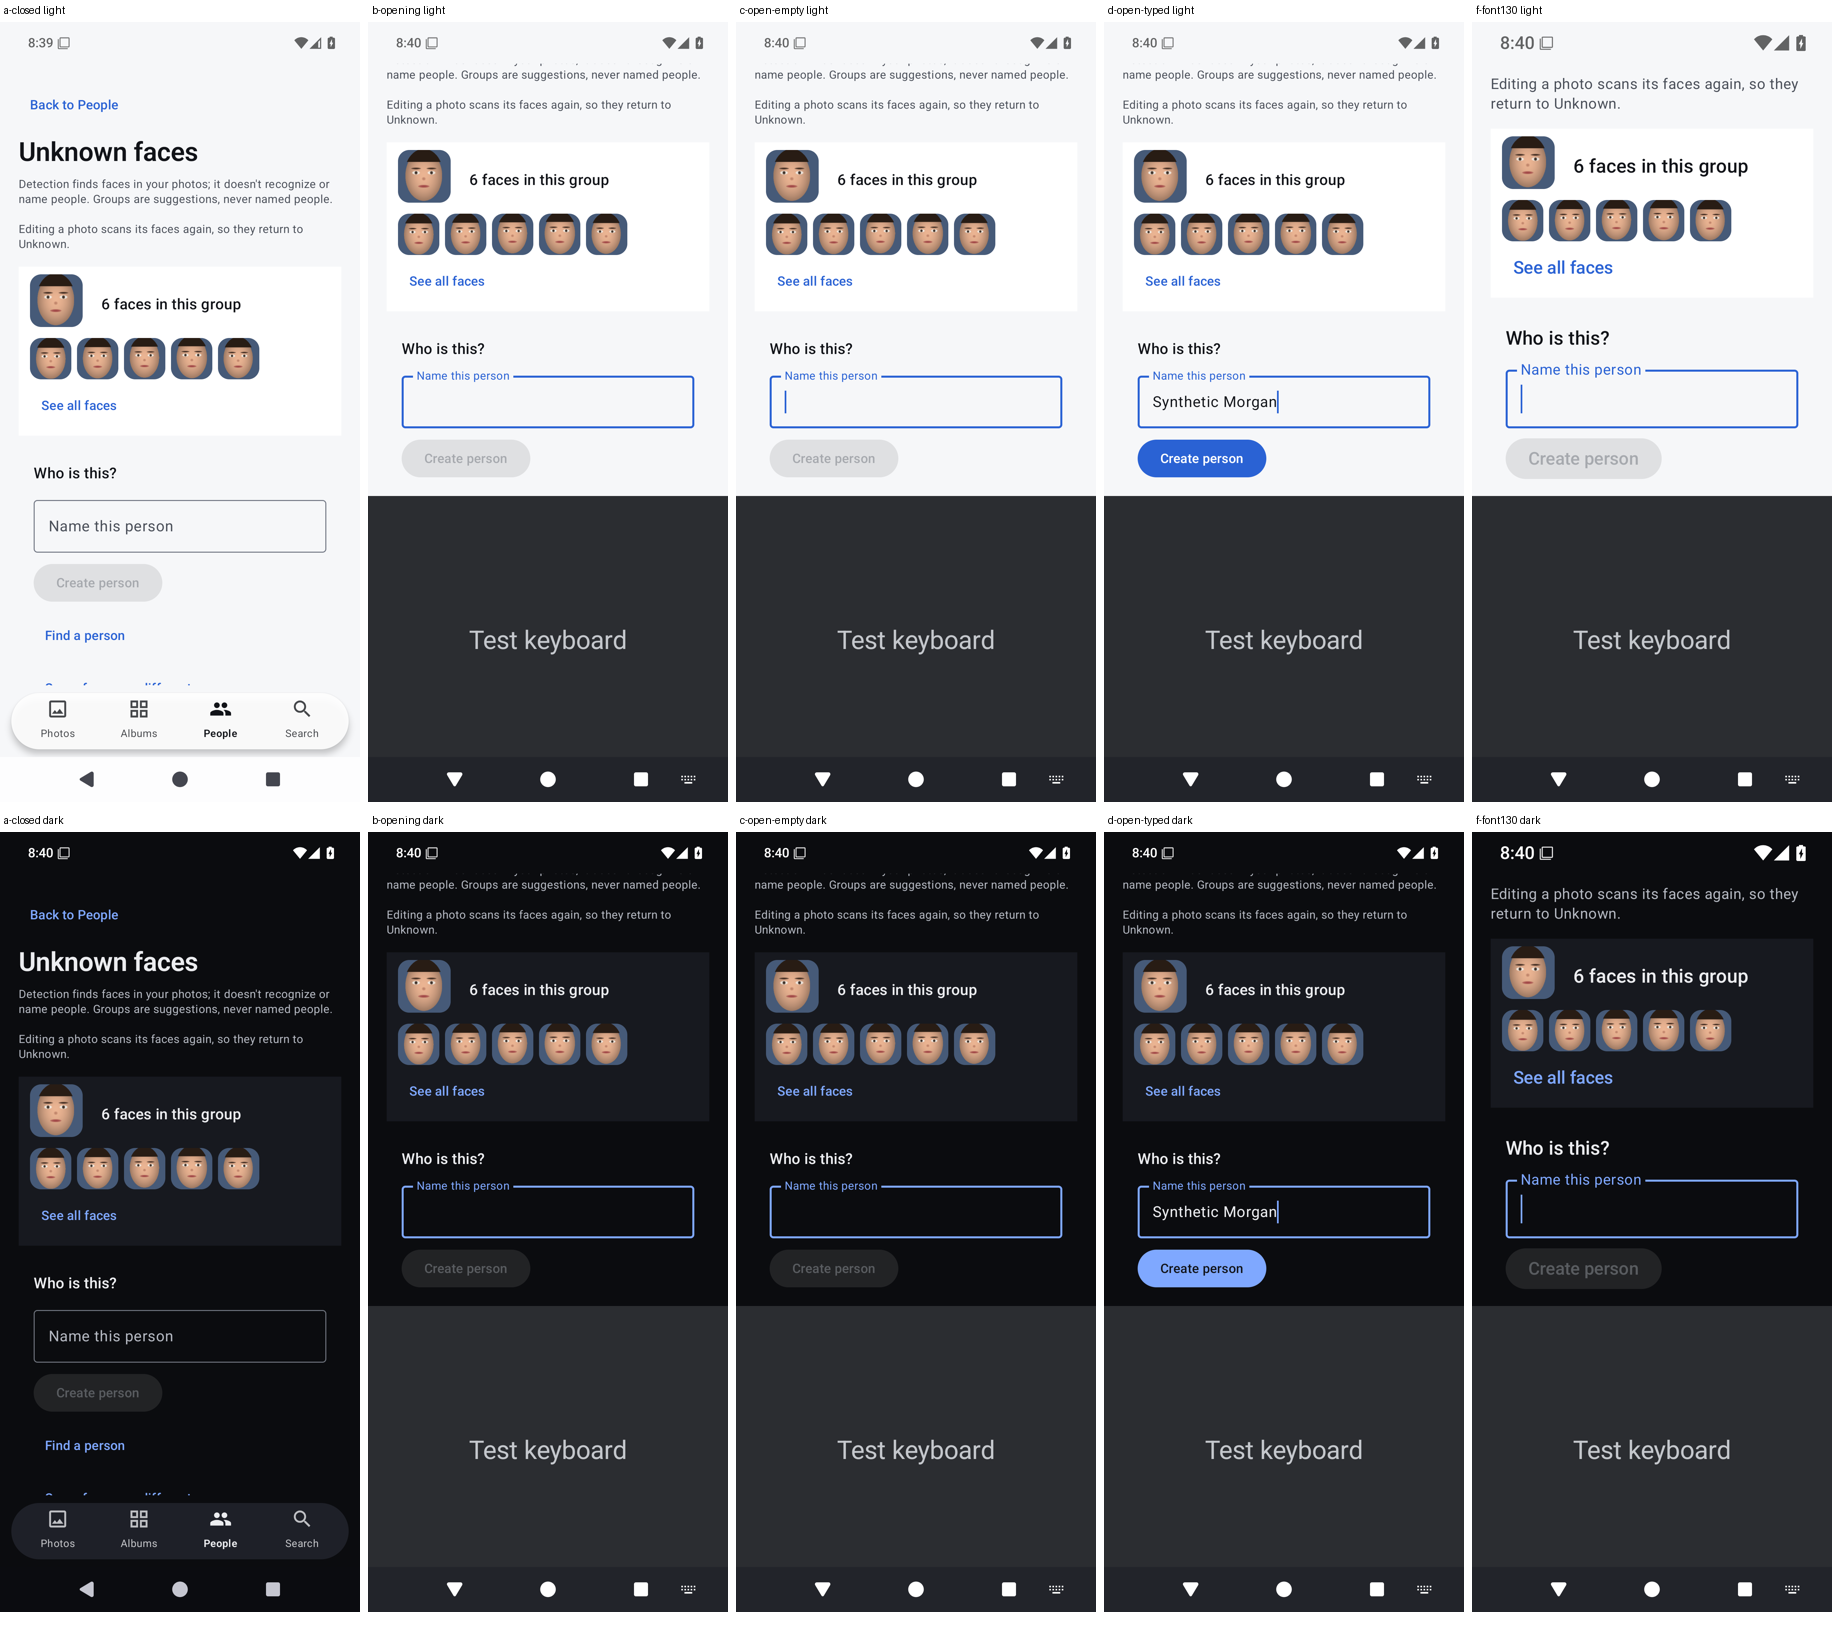 a-closed light
8:39
Back to People
Unknown faces
Detection finds faces in your photos; it doesn't recognize or
name people. Groups are suggestions, never named people.
Editing a photo scans its faces again, so they return to
Unknown.
6 faces in this group
See all faces
Who is this?
Name this person
Create person
Find a person
Photos
Albums
People
Search
b-opening light
8:40
name people. Groups are suggestions, never named people.
Editing a photo scans its faces again, so they return to
Unknown.
6 faces in this group
See all faces
Who is this?
Name this person
Create person
Test keyboard
c-open-empty light
8:40
name people. Groups are suggestions, never named people.
Editing a photo scans its faces again, so they return to
Unknown.
6 faces in this group
See all faces
Who is this?
Name this person
Create person
Test keyboard
d-open-typed light
8:40
name people. Groups are suggestions, never named people.
Editing a photo scans its faces again, so they return to
Unknown.
6 faces in this group
See all faces
Who is this?
Name this person
Synthetic Morgan
Create person
Test keyboard
f-font130 light
8:40
Editing a photo scans its faces again, so they
return to Unknown.
6 faces in this group
See all faces
Who is this?
Name this person
Create person
Test keyboard
a-closed dark
8:40
Back to People
Unknown faces
Detection finds faces in your photos; it doesn't recognize or
name people. Groups are suggestions, never named people.
Editing a photo scans its faces again, so they return to
Unknown.
6 faces in this group
See all faces
Who is this?
Name this person
Create person
Find a person
Photos
Albums
People
Search
b-opening dark
8:40
name people. Groups are suggestions, never named people.
Editing a photo scans its faces again, so they return to
Unknown.
6 faces in this group
See all faces
Who is this?
Name this person
Create person
Test keyboard
c-open-empty dark
8:40
name people. Groups are suggestions, never named people.
Editing a photo scans its faces again, so they return to
Unknown.
6 faces in this group
See all faces
Who is this?
Name this person
Create person
Test keyboard
d-open-typed dark
8:40
name people. Groups are suggestions, never named people.
Editing a photo scans its faces again, so they return to
Unknown.
6 faces in this group
See all faces
Who is this?
Name this person
Synthetic Morgan
Create person
Test keyboard
f-font130 dark
8:40
Editing a photo scans its faces again, so they
return to Unknown.
6 faces in this group
See all faces
Who is this?
Name this person
Create person
Test keyboard